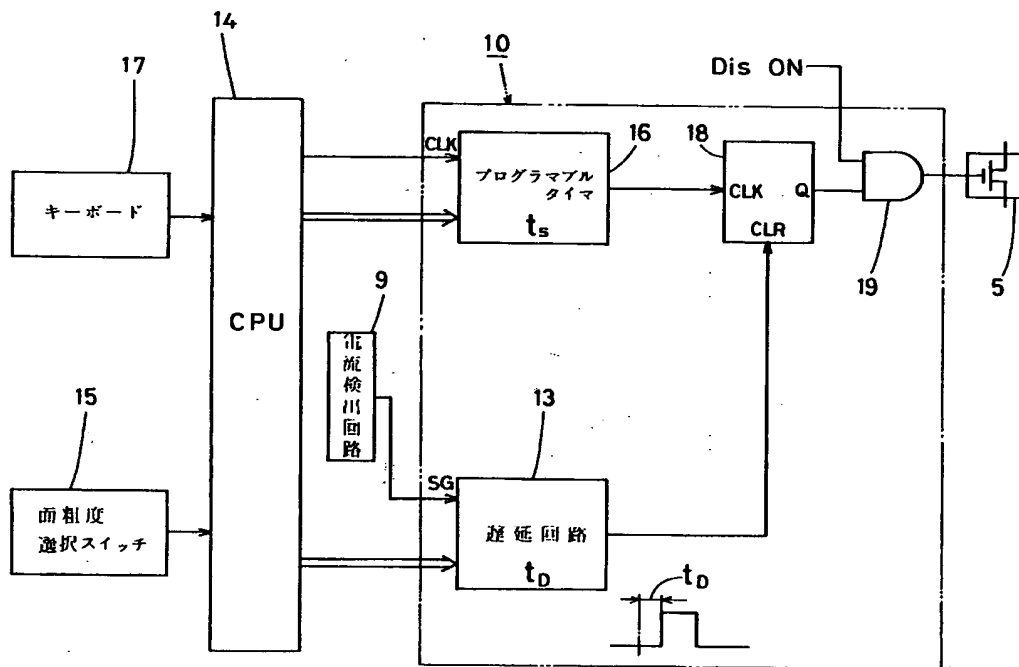 14
17
10
Dis ON
キーボード
CPU
CLK
プログラマブル
タイマ
ts
16
18
CLK
Q
CLR
19
5
9
電流検出回路
15
面粗度
選択スイッチ
13
SG
遅延回路
tD
tD